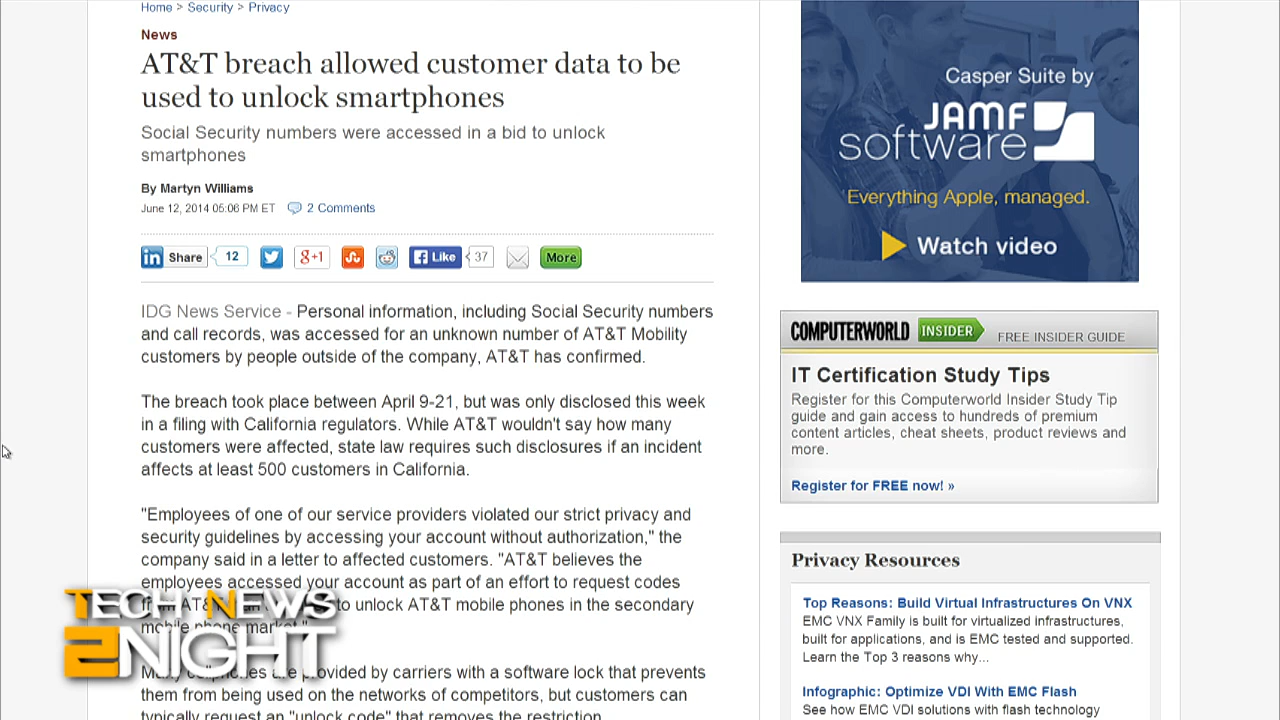 Home > Security > Privacy
News
AT&T breach allowed customer data to be
used to unlock smartphones
Social Security numbers were accessed in a bid to unlock
smartphones
By Martyn Williams
June 12, 2014 05:06 PM ET 2 Comments
Share 12 g+1 Like 37 More
IDG News Service - Personal information, including Social Security numbers
and call records, was accessed for an unknown number of AT&T Mobility
customers by people outside of the company, AT&T has confirmed.
The breach took place between April 9-21, but was only disclosed this week
in a filing with California regulators. While AT&T wouldn't say how many
customers were affected, state law requires such disclosures if an incident
affects at least 500 customers in California.
"Employees of one of our service providers violated our strict privacy and
security guidelines by accessing your account without authorization," the
company said in a letter to affected customers. "AT&T believes the
employees accessed your account as part of an effort to request codes
to unlock AT&T mobile phones in the secondary
mobile phone market."
Many cellphones are provided by carriers with a software lock that prevents
them from being used on the networks of competitors, but customers can
typically request an "unlock code" that removes the restriction.
TECH NEWS
2NIGHT
Casper Suite by
JAMF
software
Everything Apple, managed.
Watch video
COMPUTERWORLD INSIDER FREE INSIDER GUIDE
IT Certification Study Tips
Register for this Computerworld Insider Study Tip
guide and gain access to hundreds of premium
content articles, cheat sheets, product reviews and
more.
Register for FREE now! »
Privacy Resources
Top Reasons: Build Virtual Infrastructures On VNX
EMC VNX Family is built for virtualized infrastructures,
built for applications, and is EMC tested and supported.
Learn the Top 3 reasons why...
Infographic: Optimize VDI With EMC Flash
See how EMC VDI solutions with flash technology